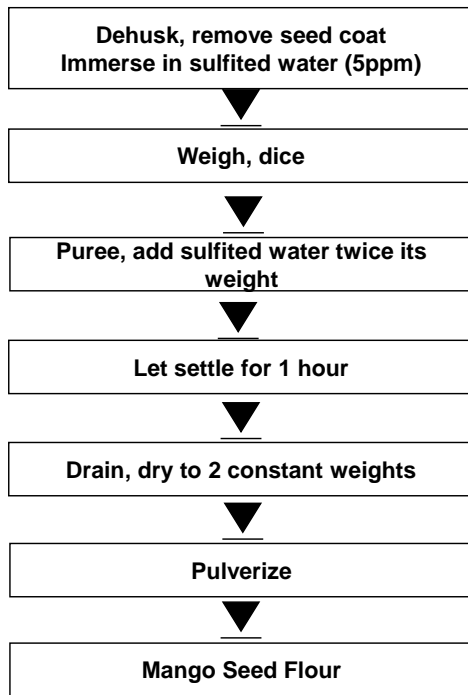 Dehusk, remove seed coat
Immerse in sulfited water (5ppm)
Weigh, dice
Puree, add sulfited water twice its
weight
Let settle for 1 hour
Drain, dry to 2 constant weights
Pulverize
Mango Seed Flour